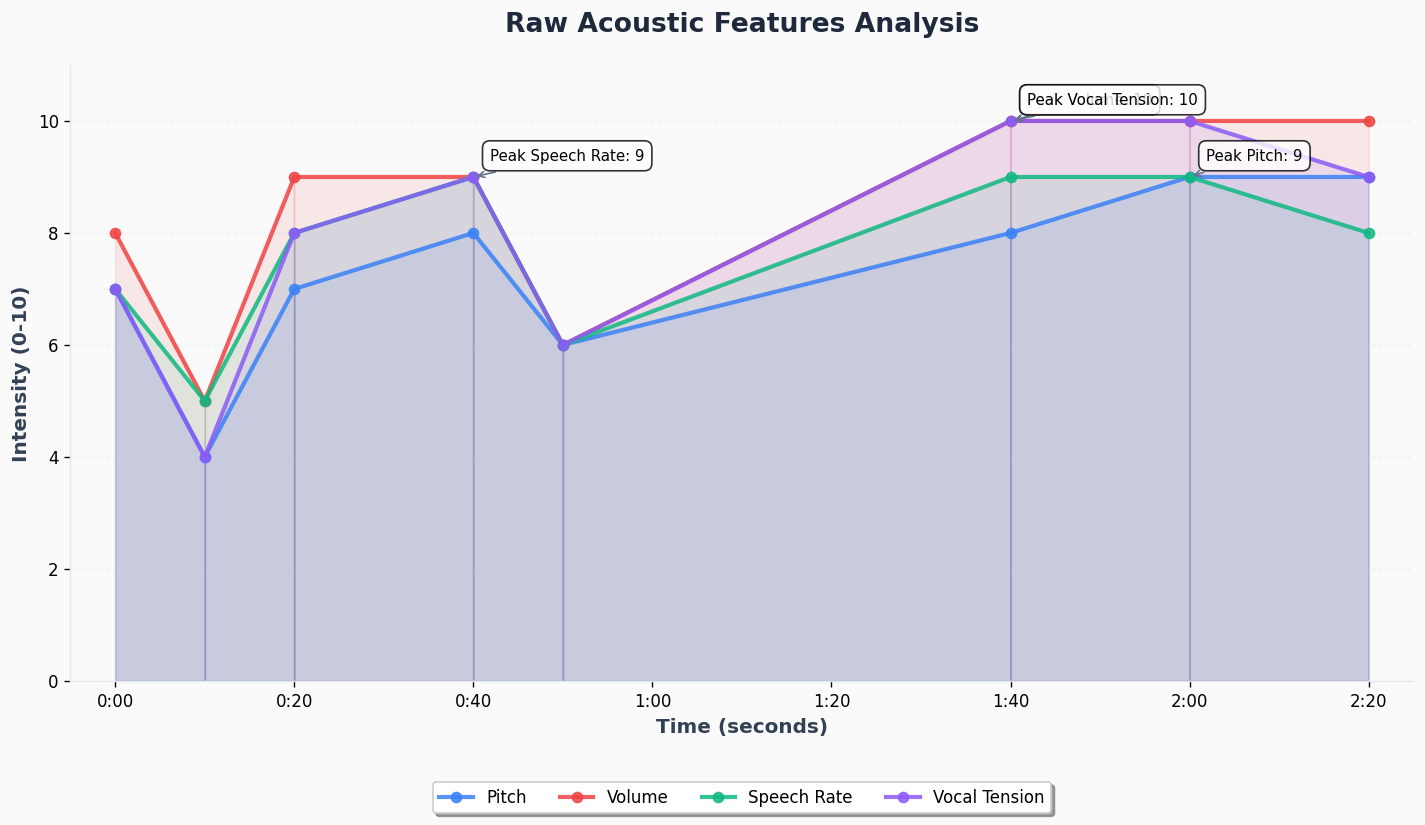 Raw Acoustic Features Analysis
Peak Vocal Tension: 10
Peak Speech Rate: 9
Peak Pitch: 9
Intensity (0-10)
10
8
6
4
2
0
0:00 0:20 0:40 1:00 1:20 1:40 2:00 2:20
Time (seconds)
Pitch Volume Speech Rate Vocal Tension